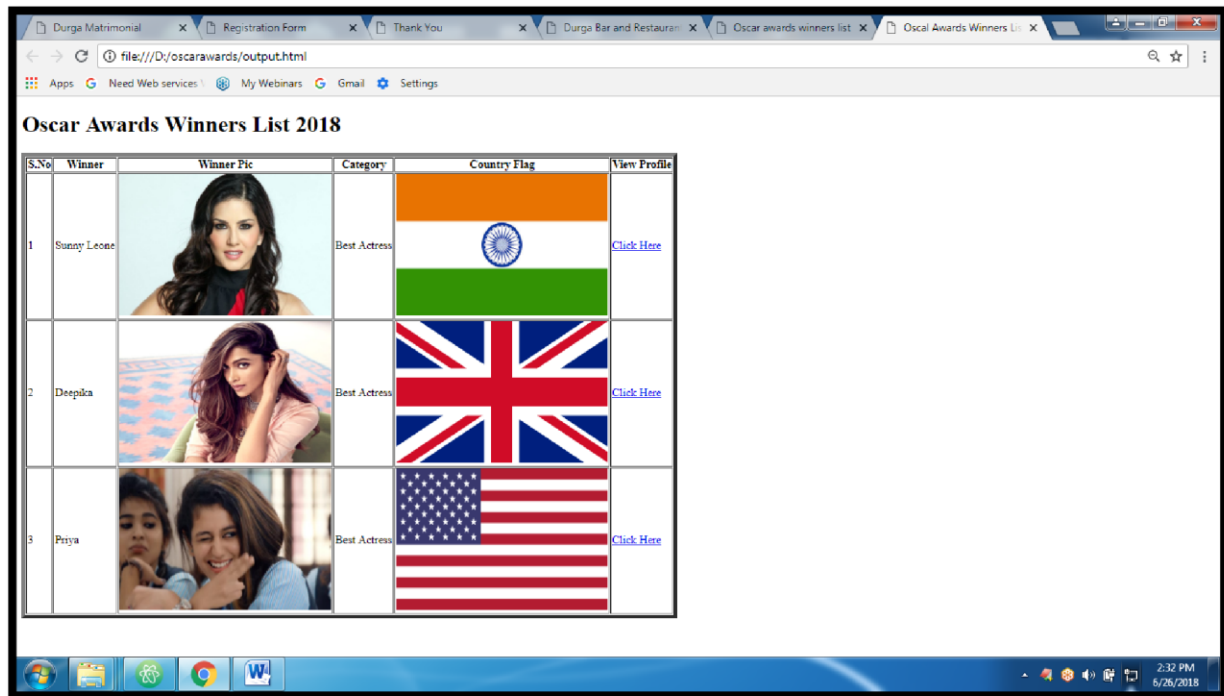 Durga Matrimonial Registration Form Thank You Durga Bar and Restauran Oscar awards winners list Oscal Awards Winners Lis
file:///D:/oscarawards/output.html
Apps Need Web services My Webinars Gmail Settings
Oscar Awards Winners List 2018
S.No Winner Winner Pic Category Country Flag View Profile
1 Sunny Leone Best Actress Click Here
2 Deepika Best Actress Click Here
3 Priya Best Actress Click Here
2:32 PM
6/26/2018